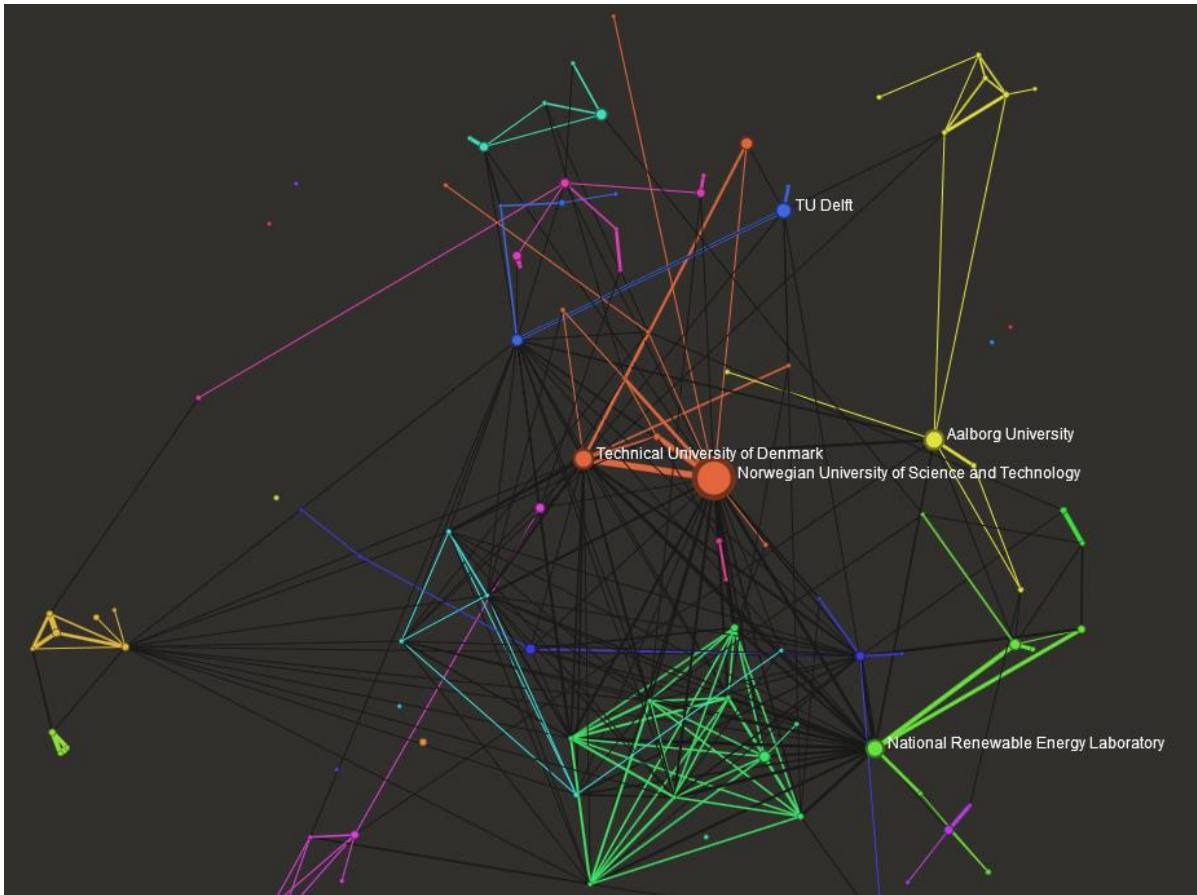 TU Delft
Aalborg University
Technical University of Denmark
Norwegian University of Science and Technology
National Renewable Energy Laboratory